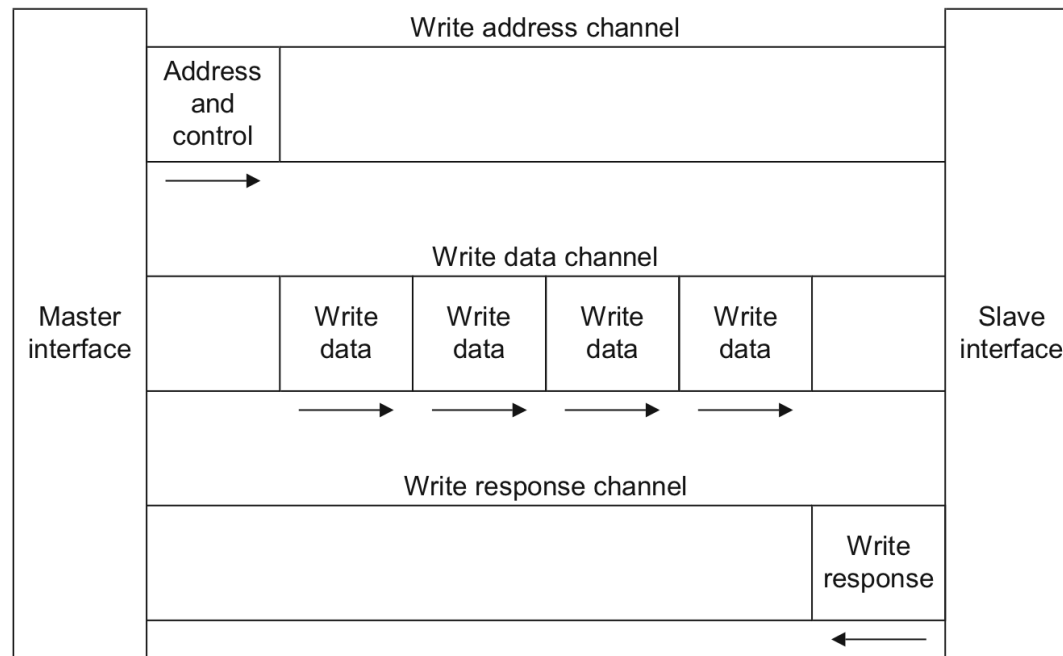 Write address channel
Address
and
control
Write data channel
Master
interface
Write
data
Write
data
Write
data
Write
data
Slave
interface
Write response channel
Write
response